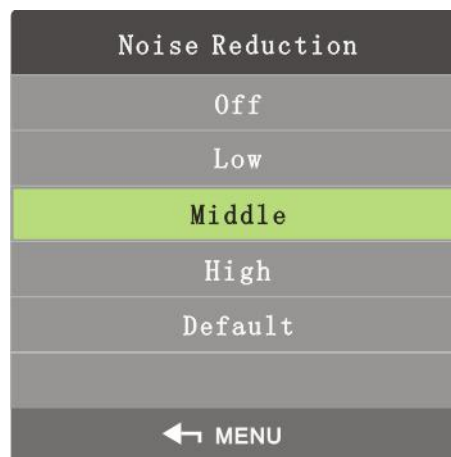 Noise Reduction
Off
Low
Middle
High
Default
MENU